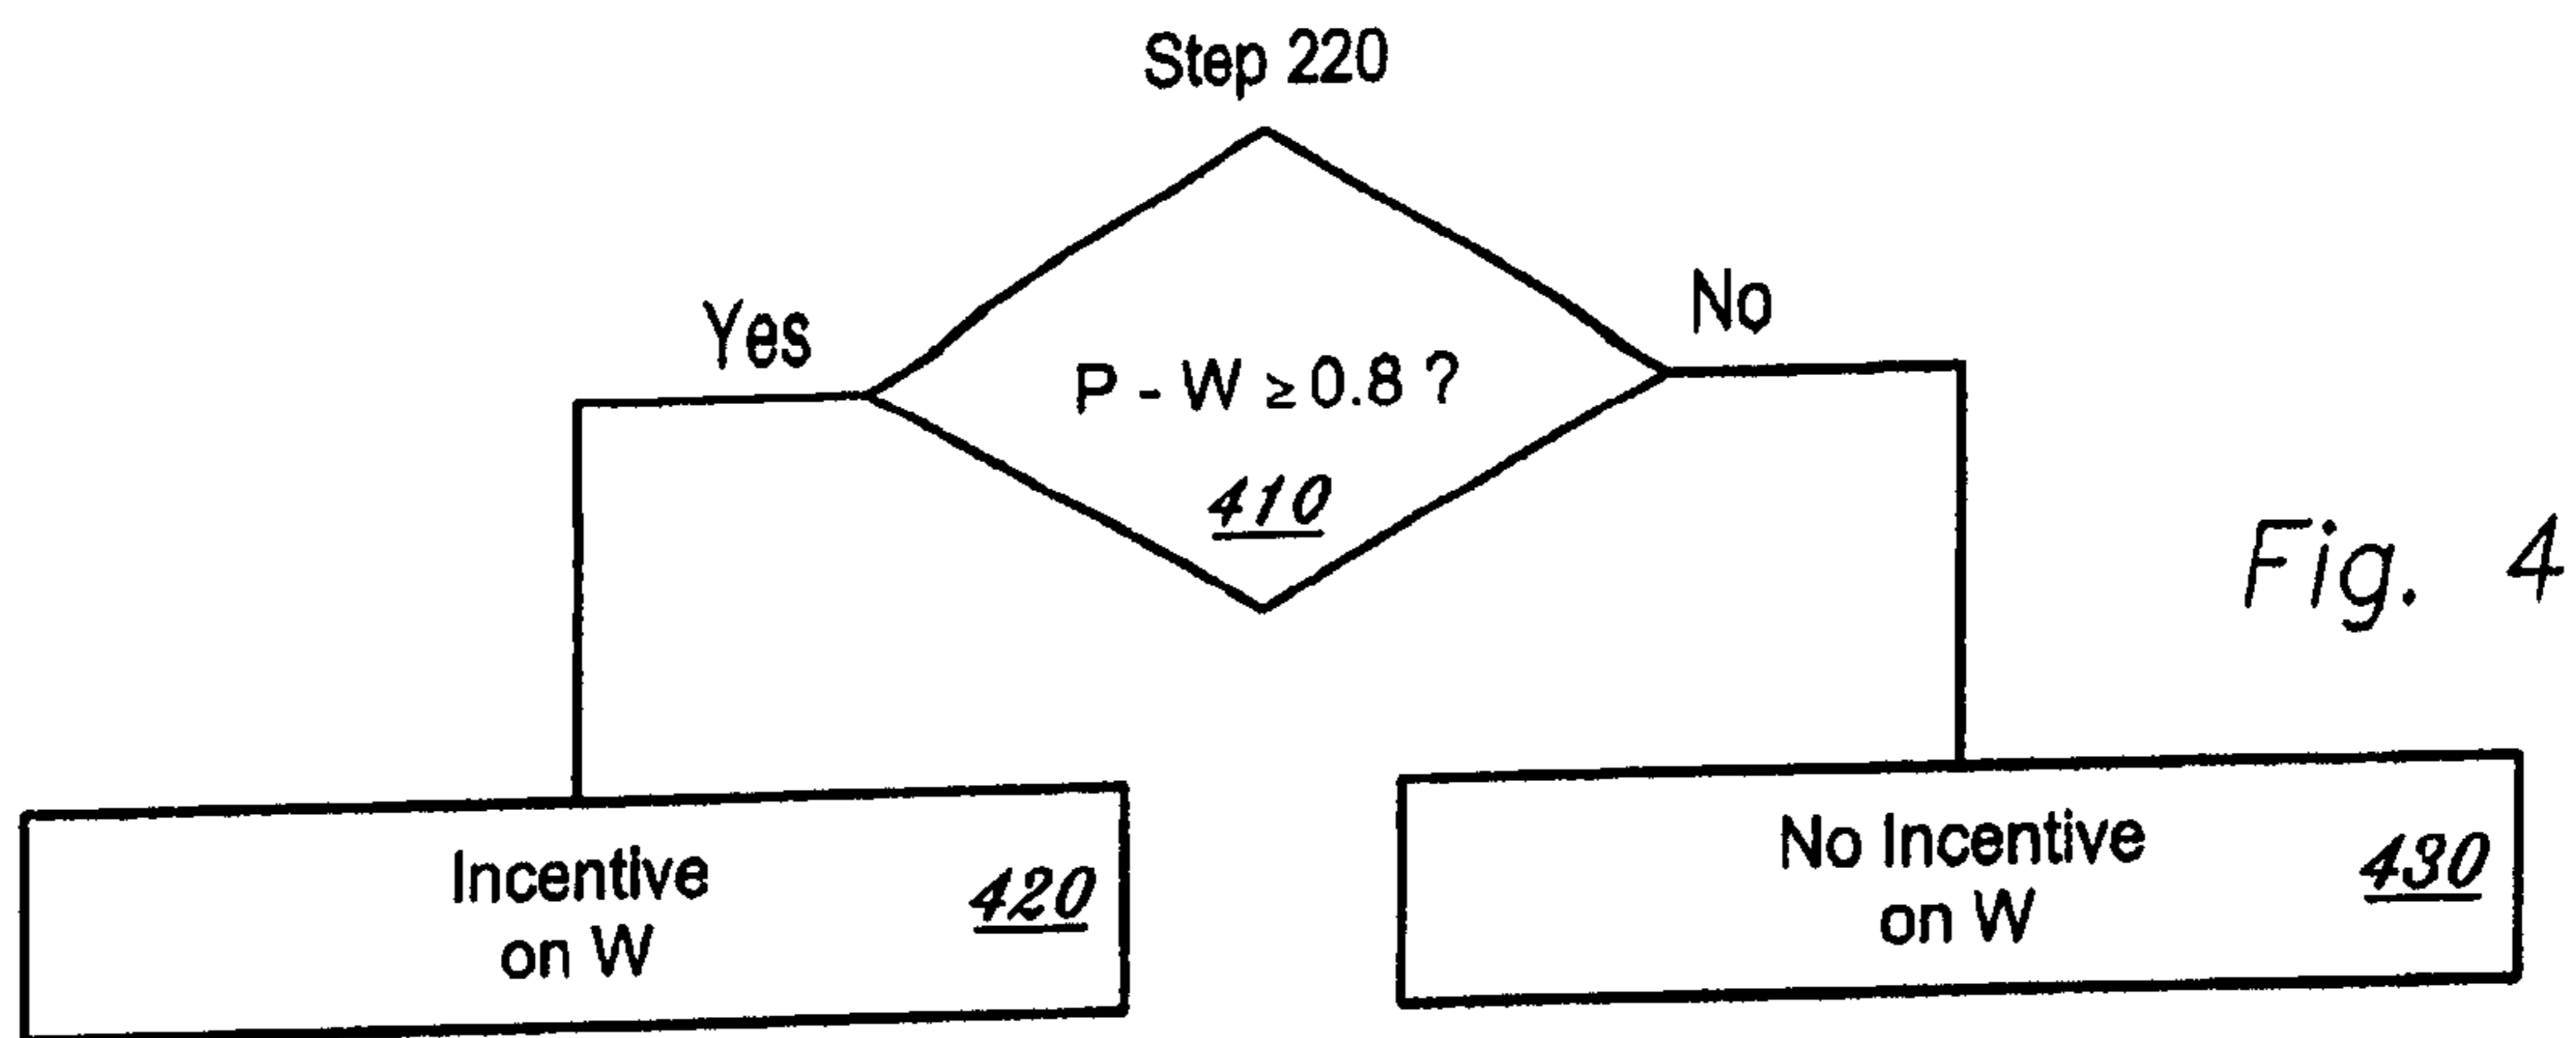 Step 220
Yes
No
P - W ≥ 0.8 ?
410
Fig. 4
Incentive
on W
420
No Incentive
on W
430